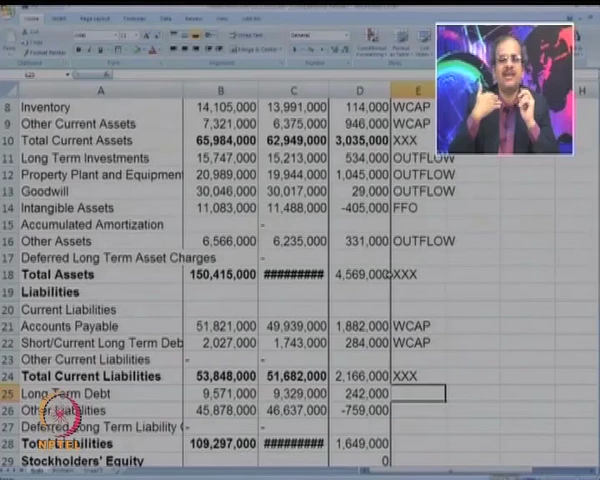 A B C D E H
8 Inventory 14,105,000 13,991,000 114,000 WCAP
9 Other Current Assets 7,321,000 6,375,000 946,000 WCAP
10 Total Current Assets 65,984,000 62,949,000 3,035,000 XXX
11 Long Term Investments 15,747,000 15,213,000 534,000 OUTFLOW
12 Property Plant and Equipment 20,989,000 19,944,000 1,045,000 OUTFLOW
13 Goodwill 30,046,000 30,017,000 29,000 OUTFLOW
14 Intangible Assets 11,083,000 11,488,000 -405,000 FFO
15 Accumulated Amortization -
16 Other Assets 6,566,000 6,235,000 331,000 OUTFLOW
17 Deferred Long Term Asset Charges -
18 Total Assets 150,415,000 ######### 4,569,000 XXX
19 Liabilities
20 Current Liabilities
21 Accounts Payable 51,821,000 49,939,000 1,882,000 WCAP
22 Short/Current Long Term Deb 2,027,000 1,743,000 284,000 WCAP
23 Other Current Liabilities - -
24 Total Current Liabilities 53,848,000 51,682,000 2,166,000 XXX
25 Long Term Debt 9,571,000 9,329,000 242,000
26 Other Liabilities 45,878,000 46,637,000 -759,000
27 Deferred Long Term Liability -
28 Total Liabilities 109,297,000 ######### 1,649,000
29 Stockholders' Equity 0
NPTEL